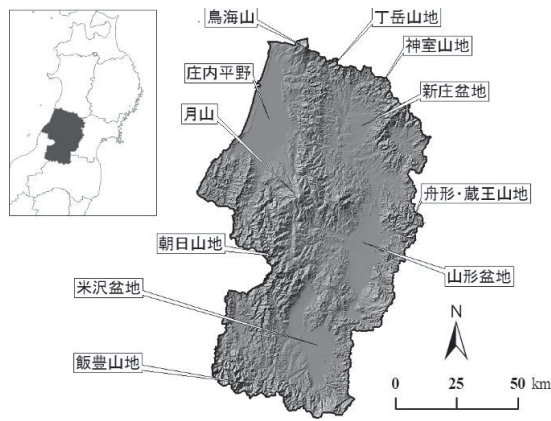 鳥海山
丁岳山地
神室山地
庄内平野
新庄盆地
月山
舟形・蔵王山地
朝日山地
山形盆地
米沢盆地
飯豊山地
N
0 25 50 km